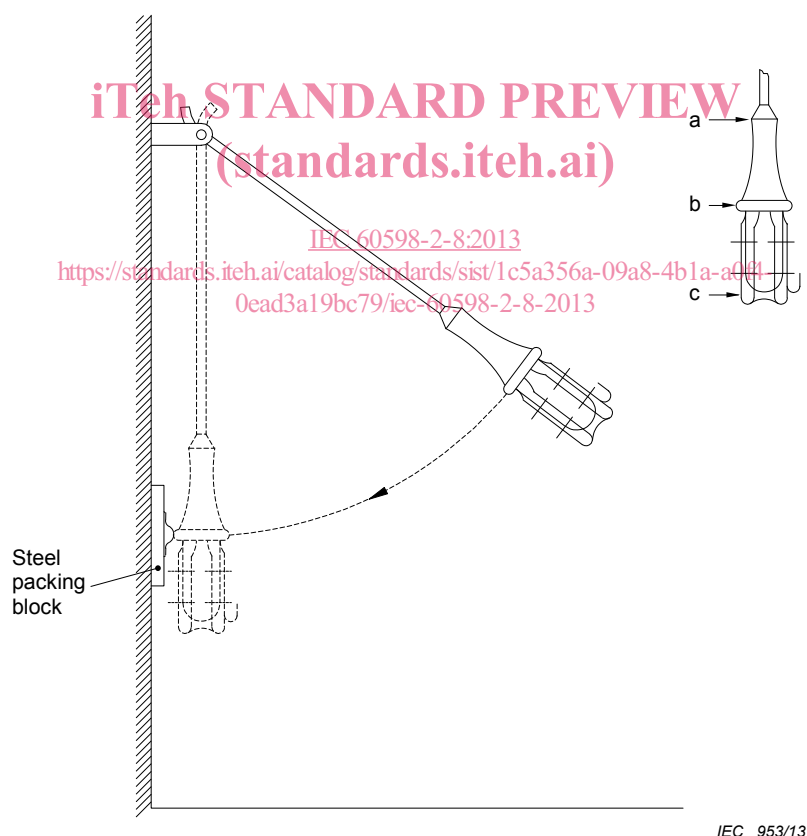 iTeh STANDARD PREVIEW
(standards.iteh.ai)
IEC 60598-2-8:2013
https://standards.iteh.ai/catalog/standards/sist/1c5a356a-09a8-4b1a-a0f4-
0ead3a19bc79/iec-60598-2-8-2013
a
b
c
Steel
packing
block
IEC 953/13